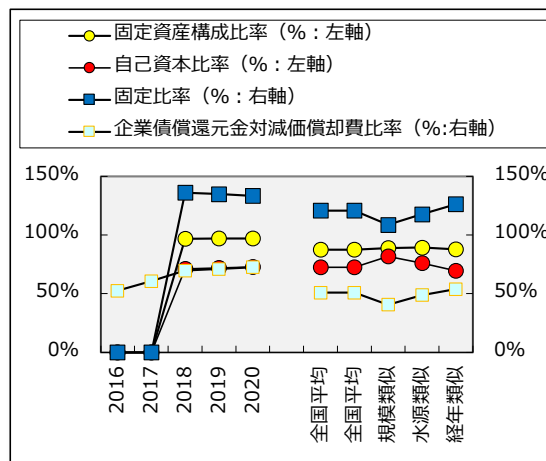 固定資産構成比率（%：左軸）
自己資本比率（%：左軸）
固定比率（%：右軸）
企業債償還元金対減価償却費比率（%:右軸）
150% 150%
100% 100%
50% 50%
0% 0%
2016 2017 2018 2019 2020 全国平均 全国平均 規模類似 水源類似 経年類似